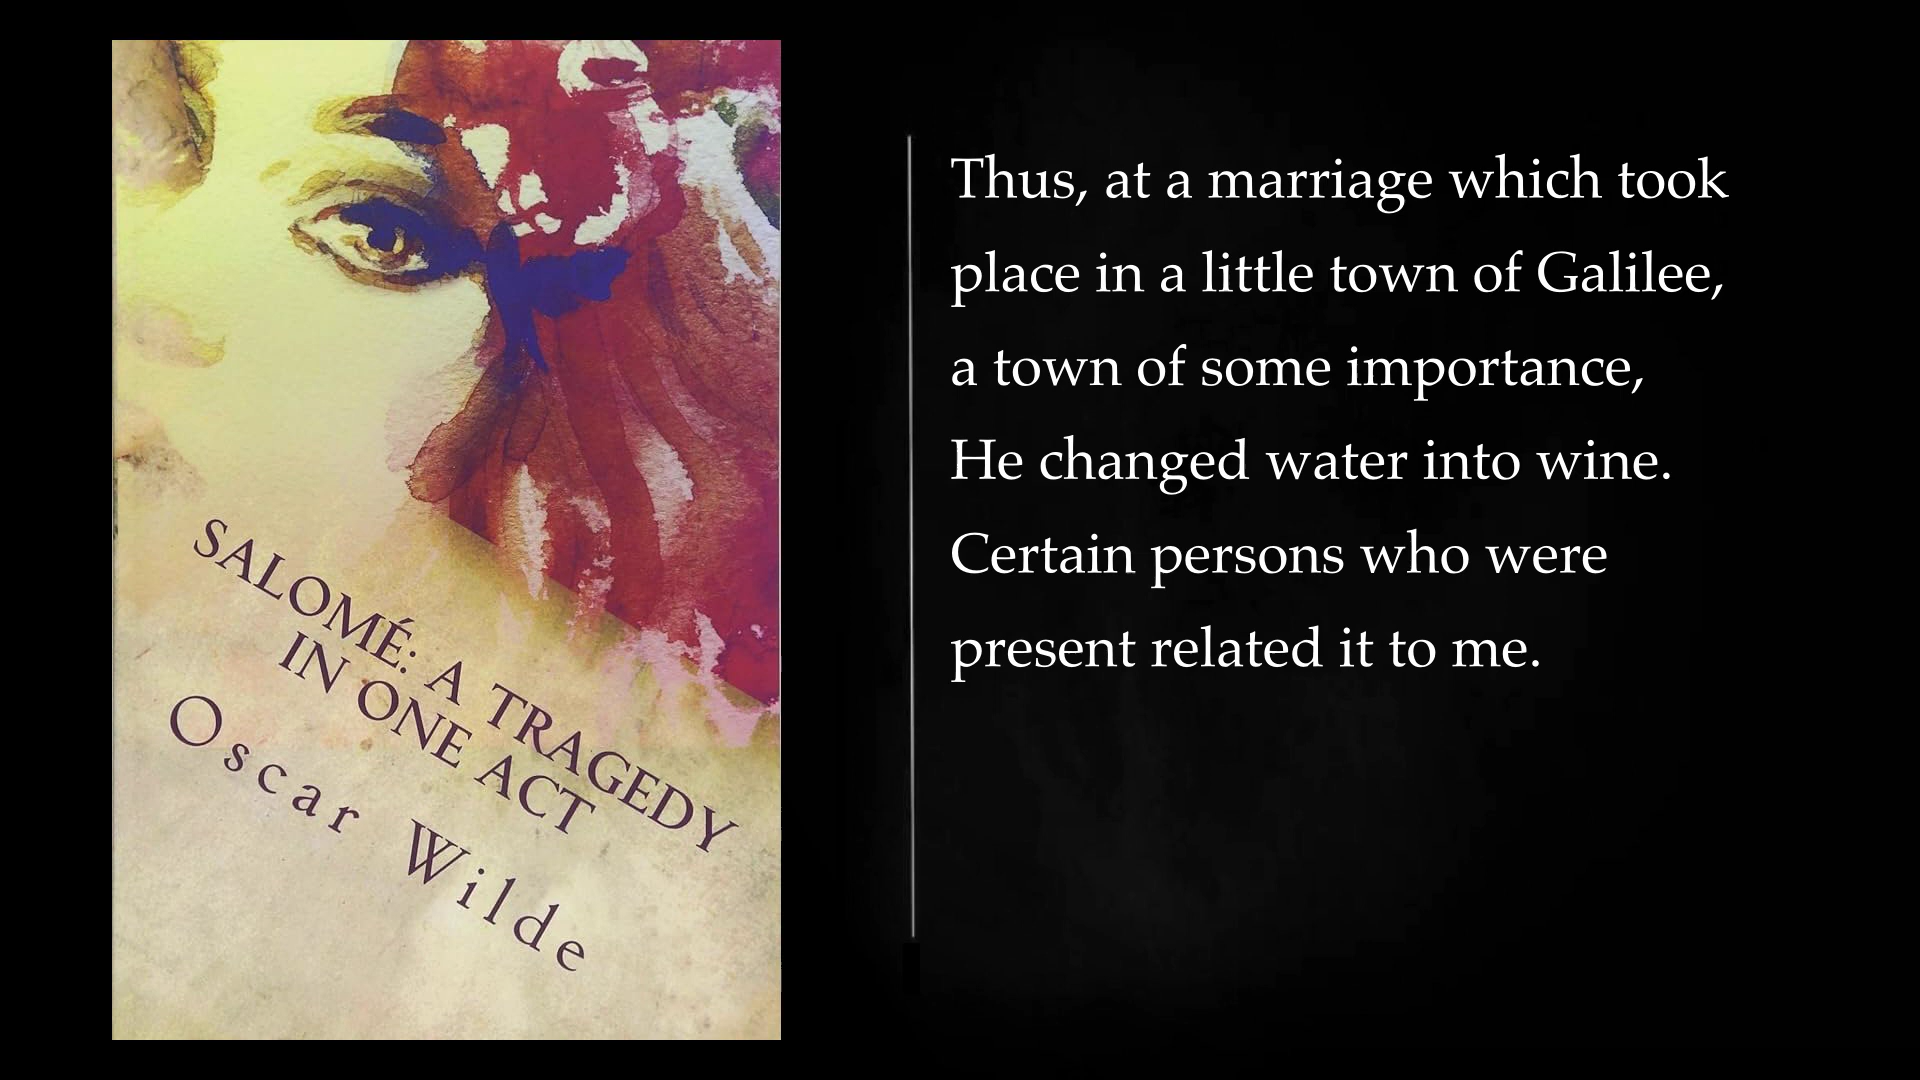 SALOMÉ: A TRAGEDY
IN ONE ACT
Oscar Wilde
Thus, at a marriage which took
place in a little town of Galilee,
a town of some importance,
He changed water into wine.
Certain persons who were
present related it to me.